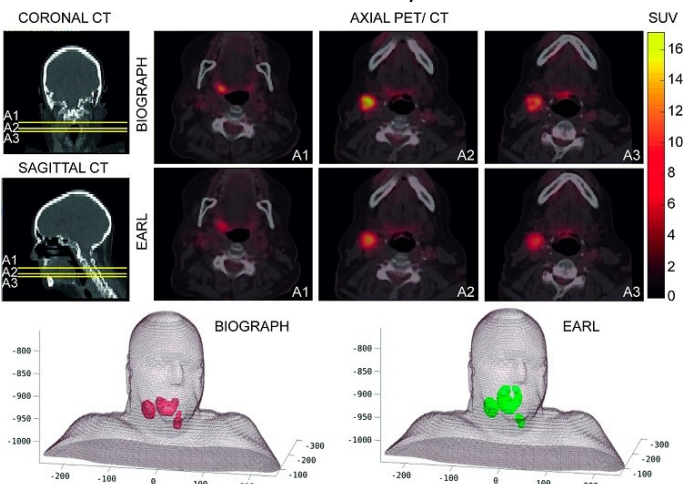 CORONAL CT
AXIAL PET/ CT
SUV
A1
A2
A3
BIOGRAPH
A1
A2
A3
16
14
12
10
8
6
4
2
0
SAGITTAL CT
A1
A2
A3
EARL
A1
A2
A3
BIOGRAPH
-800
-850
-900
-950
-1000
-200
-100
0
100
200
-300
-200
-100
EARL
-800
-850
-900
-950
-1000
-200
-100
0
100
200
-300
-200
-100